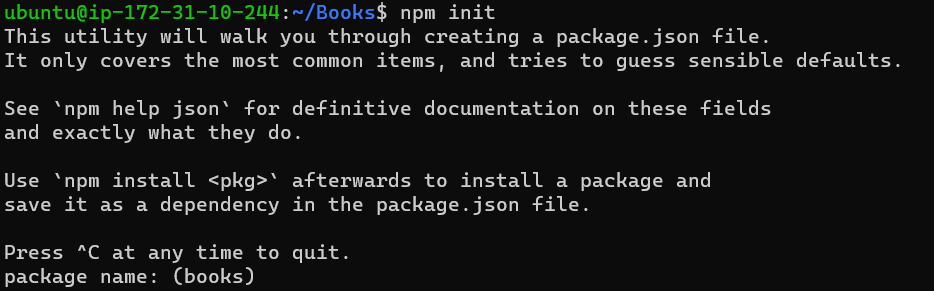 ubuntu@ip-172-31-10-244:~/Books$ npm init
This utility will walk you through creating a package.json file.
It only covers the most common items, and tries to guess sensible defaults.
See `npm help json` for definitive documentation on these fields
and exactly what they do.
Use `npm install <pkg>` afterwards to install a package and
save it as a dependency in the package.json file.
Press ^C at any time to quit.
package name: (books)